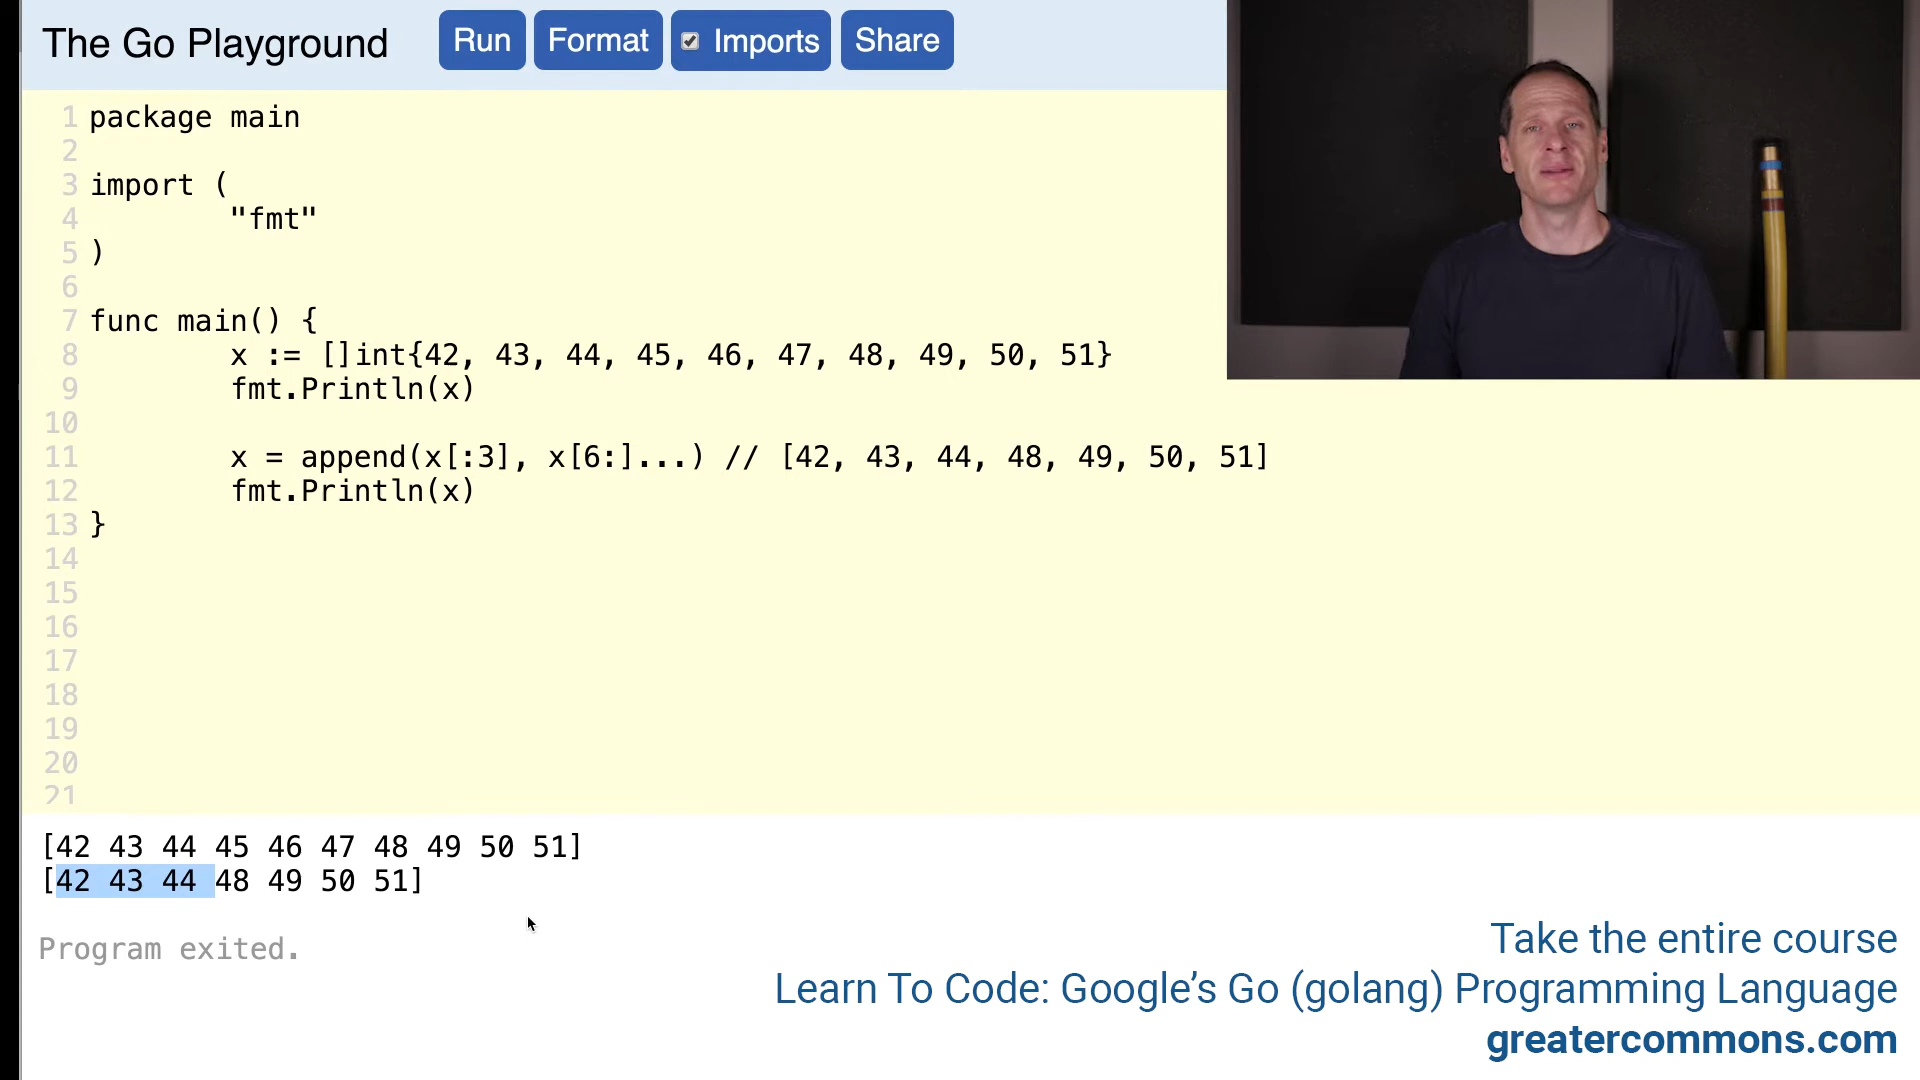 The Go Playground Run Format Imports Share
1 package main
2
3 import (
4 "fmt"
5 )
6
7 func main() {
8 x := []int{42, 43, 44, 45, 46, 47, 48, 49, 50, 51}
9 fmt.Println(x)
10
11 x = append(x[:3], x[6:]...) // [42, 43, 44, 48, 49, 50, 51]
12 fmt.Println(x)
13 }
14
15
16
17
18
19
20
21
[42 43 44 45 46 47 48 49 50 51]
[42 43 44 48 49 50 51]
Program exited.
Take the entire course
Learn To Code: Google’s Go (golang) Programming Language
greatercommons.com